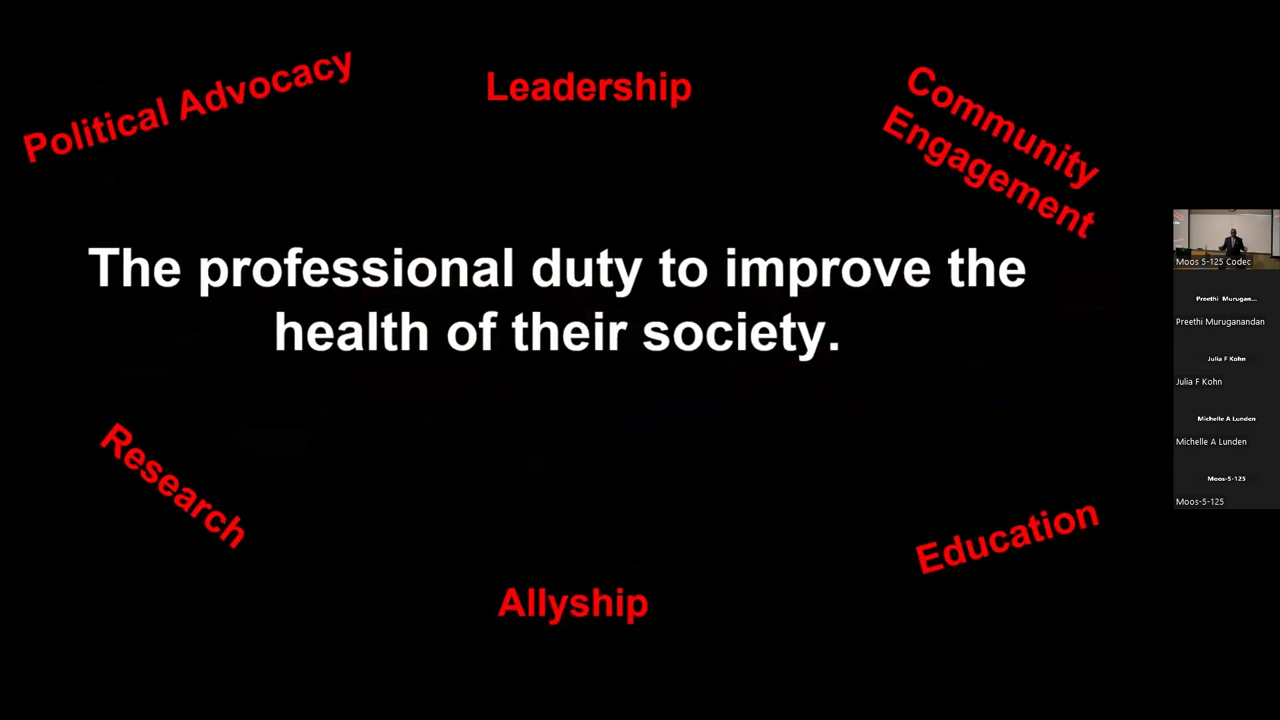 Political Advocacy
Leadership
Community
Engagement
The professional duty to improve the
health of their society.
Research
Allyship
Education
Moos 5-125 Codec
Preethi Murugan...
Preethi Muruganandan
Julia F Kohn
Julia F Kohn
Michelle A Lunden
Michelle A Lunden
Moos-5-125
Moos-5-125